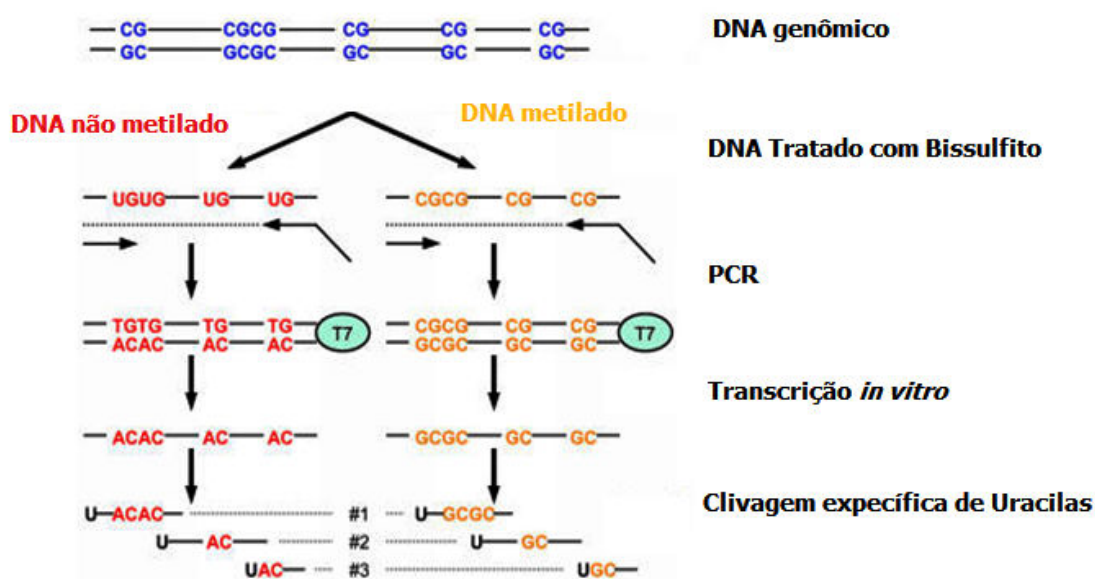 CG CGCG CG CG CG
GC GCGC GC GC GC
DNA genômico
DNA não metilado
DNA metilado
DNA Tratado com Bissulfito
UGUG UG UG
CGCG CG CG
PCR
TGTG TG TG
ACAC AC AC
T7
CGCG CG CG
GCGC GC GC
T7
Transcrição in vitro
ACAC AC AC
GCGC GC GC
Clivagem expecífica de Uracilas
U ACAC #1 U GCGC
U AC #2 U GC
UAC #3 UGC